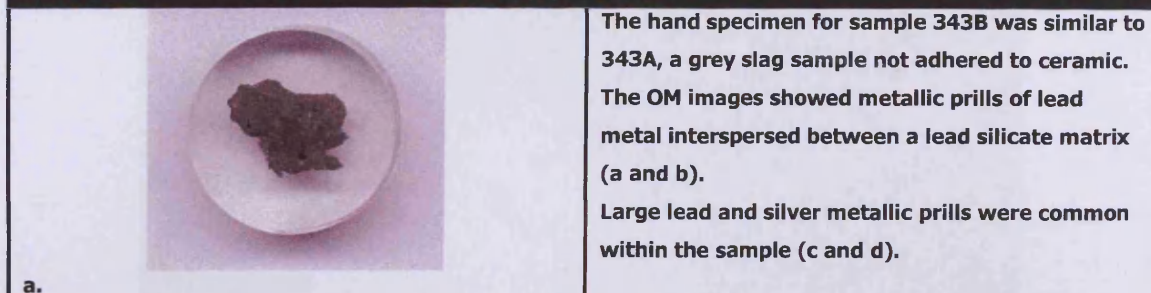 The hand specimen for sample 343B was similar to
343A, a grey slag sample not adhered to ceramic.
The OM images showed metallic prills of lead
metal interspersed between a lead silicate matrix
(a and b).
Large lead and silver metallic prills were common
within the sample (c and d).
a.